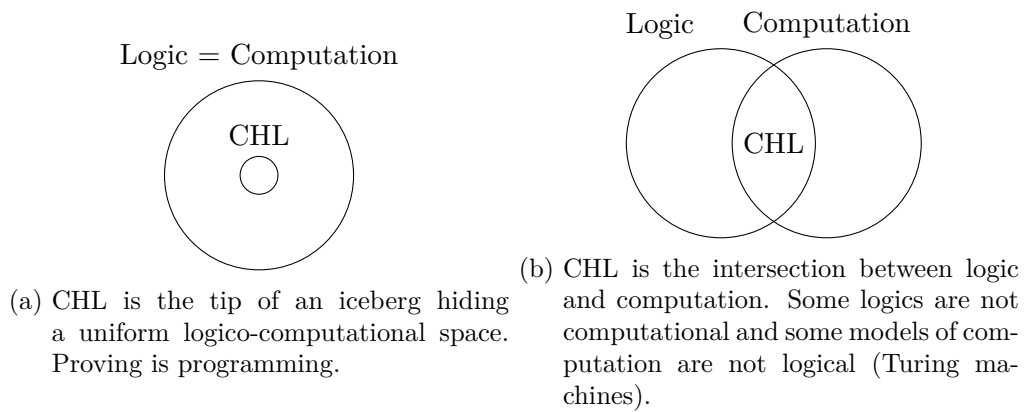 Logic = Computation
CHL
(a) CHL is the tip of an iceberg hiding
a uniform logico-computational space.
Proving is programming.
Logic Computation
CHL
(b) CHL is the intersection between logic
and computation. Some logics are not
computational and some models of com-
putation are not logical (Turing ma-
chines).